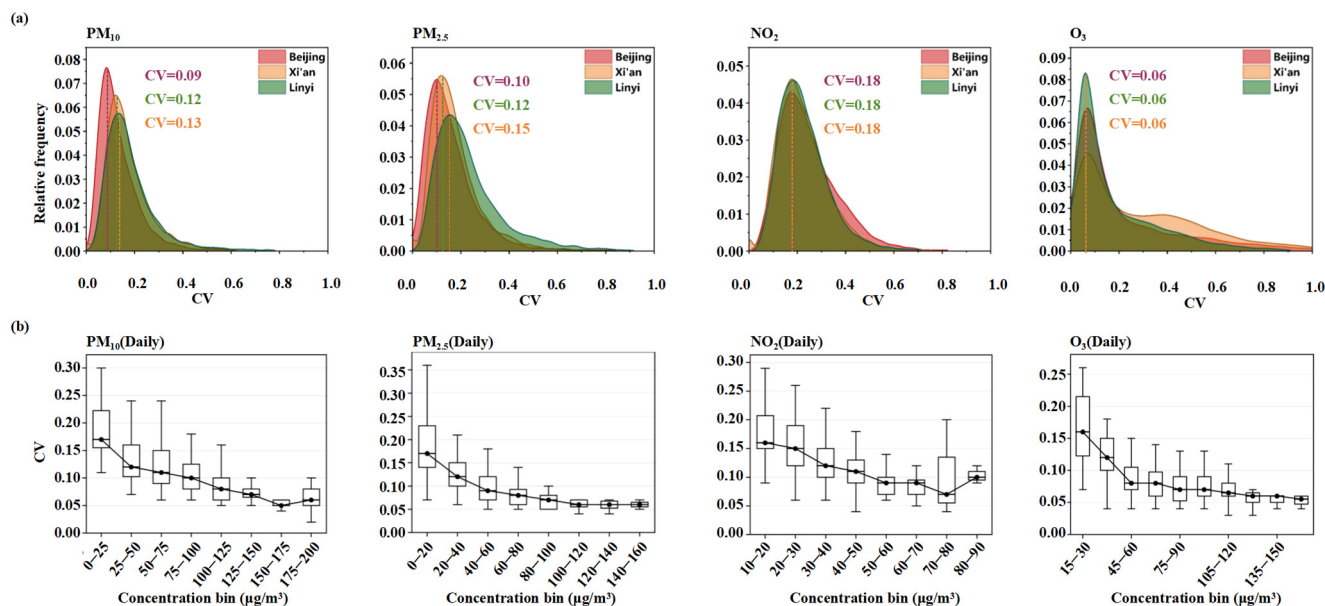 (a)
PM₁₀
Relative frequency
0.08
0.07
0.06
0.05
0.04
0.03
0.02
0.01
0.00
0.0 0.2 0.4 0.6 0.8 1.0
CV
Beijing
Xi'an
Linyi
CV=0.09
CV=0.12
CV=0.13
PM₂.₅
0.06
0.05
0.04
0.03
0.02
0.01
0.00
0.0 0.2 0.4 0.6 0.8 1.0
CV
Beijing
Xi'an
Linyi
CV=0.10
CV=0.12
CV=0.15
NO₂
0.05
0.04
0.03
0.02
0.01
0.00
0.0 0.2 0.4 0.6 0.8 1.0
CV
Beijing
Xi'an
Linyi
CV=0.18
CV=0.18
CV=0.18
O₃
0.09
0.08
0.07
0.06
0.05
0.04
0.03
0.02
0.01
0.00
0.0 0.2 0.4 0.6 0.8 1.0
CV
Beijing
Xi'an
Linyi
CV=0.06
CV=0.06
CV=0.06
(b)
PM₁₀(Daily)
CV
0.30
0.25
0.20
0.15
0.10
0.05
0.00
0–25 25–50 50–75 75–100 100–125 125–150 150–175 175–200
Concentration bin (μg/m³)
PM₂.₅(Daily)
0.35
0.30
0.25
0.20
0.15
0.10
0.05
0.00
0–20 20–40 40–60 60–80 80–100 100–120 120–140 140–160
Concentration bin (μg/m³)
NO₂(Daily)
0.30
0.25
0.20
0.15
0.10
0.05
0.00
10–20 20–30 30–40 40–50 50–60 60–70 70–80 80–90
Concentration bin (μg/m³)
O₃(Daily)
0.25
0.20
0.15
0.10
0.05
0.00
15–30 45–60 75–90 105–120 135–150
Concentration bin (μg/m³)